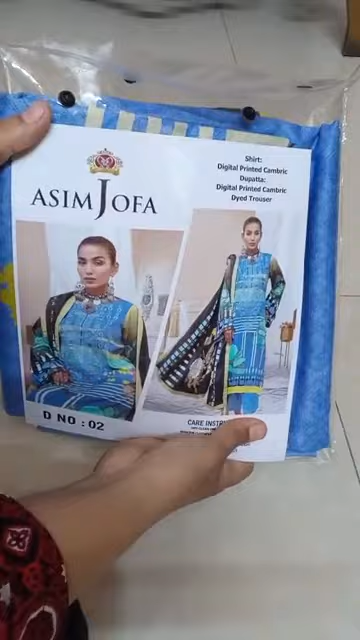 Shirt:
Digital Printed Cambric
Dupatta:
Digital Printed Cambric
Dyed Trouser
ASIM JOFA
D NO : 02
CARE INSTR